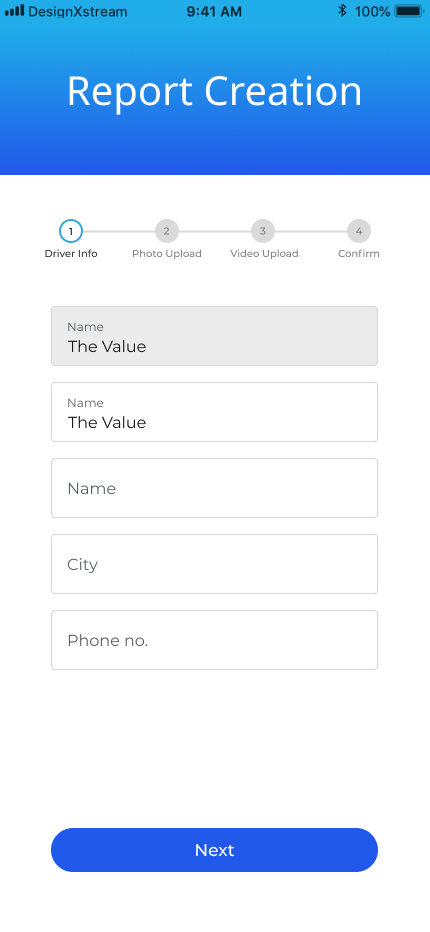 DesignXstream 9:41 AM 100%
Report Creation
1 2 3 4
Driver Info Photo Upload Video Upload Confirm
Name
The Value
Name
The Value
Name
City
Phone no.
Next